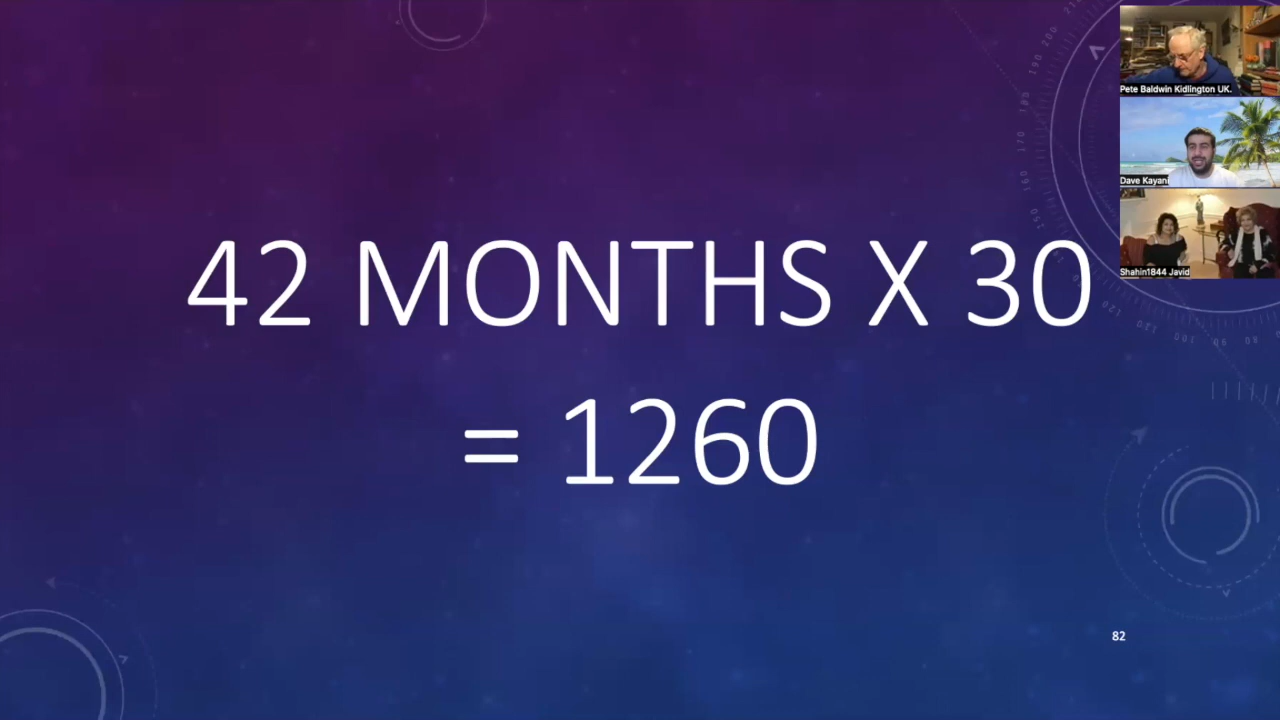 42 MONTHS X 30
= 1260
82
Pete Baldwin Kidlington UK.
Dave Kayani
Shahin1844 Javid